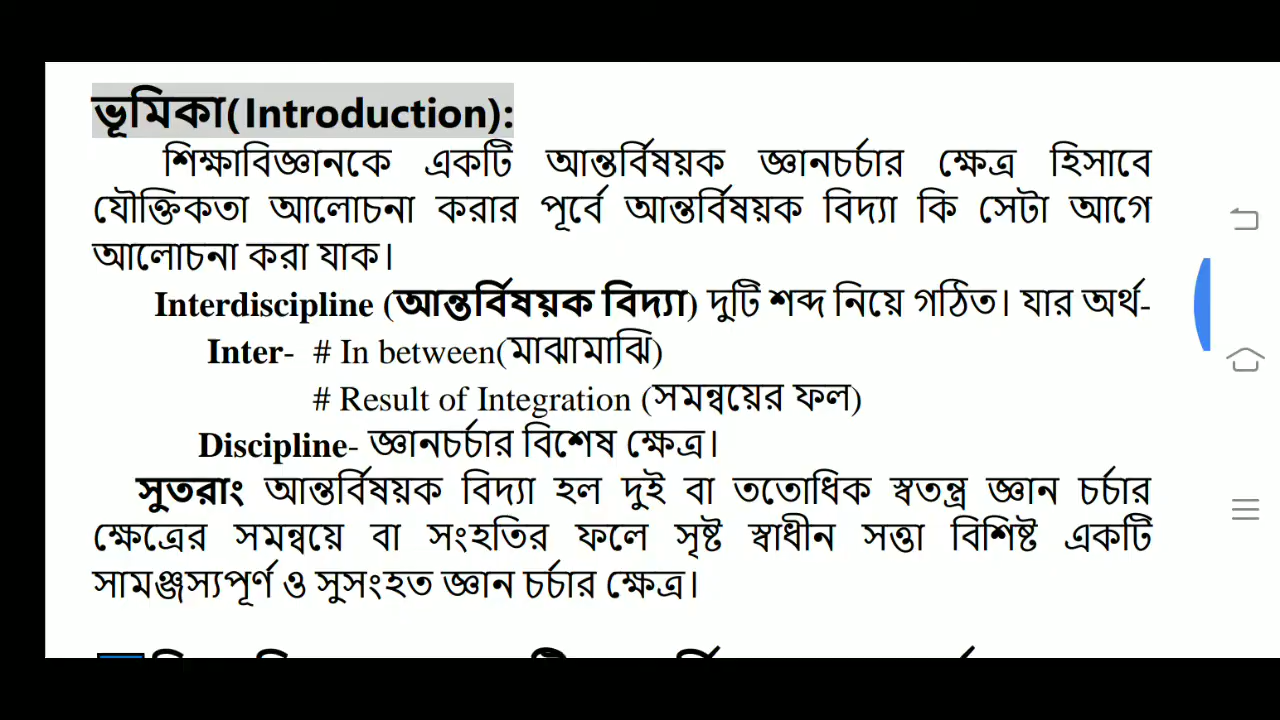 ভূমিকা(Introduction):
শিক্ষাবিজ্ঞানকে একটি আন্তর্বিষয়ক জ্ঞানচর্চার ক্ষেত্র হিসাবে
যৌক্তিকতা আলোচনা করার পূর্বে আন্তর্বিষয়ক বিদ্যা কি সেটা আগে
আলোচনা করা যাক।
Interdiscipline (আন্তর্বিষয়ক বিদ্যা) দুটি শব্দ নিয়ে গঠিত। যার অর্থ-
Inter- # In between(মাঝামাঝি)
# Result of Integration (সমন্বয়ের ফল)
Discipline- জ্ঞানচর্চার বিশেষ ক্ষেত্র।
সুতরাং আন্তর্বিষয়ক বিদ্যা হল দুই বা ততোধিক স্বতন্ত্র জ্ঞান চর্চার
ক্ষেত্রের সমন্বয়ে বা সংহতির ফলে সৃষ্ট স্বাধীন সত্তা বিশিষ্ট একটি
সামঞ্জস্যপূর্ণ ও সুসংহত জ্ঞান চর্চার ক্ষেত্র।